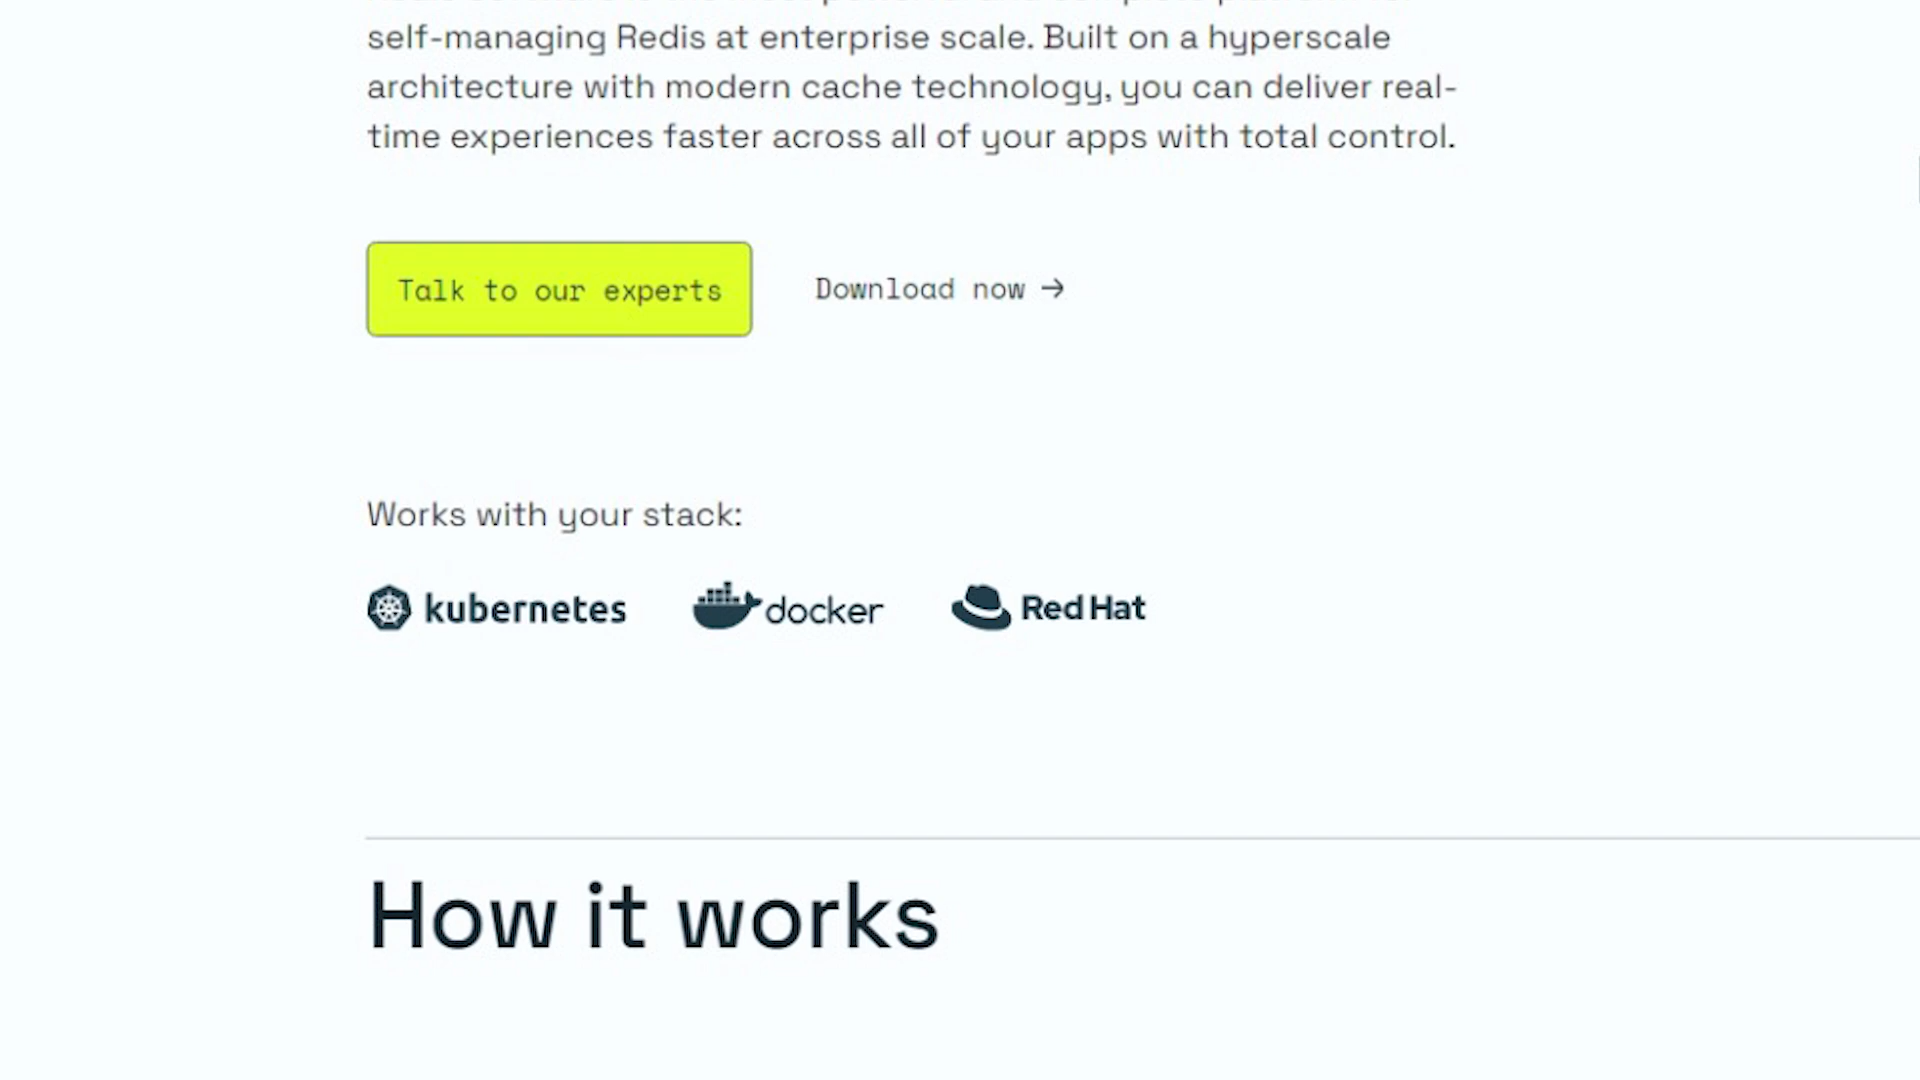 self-managing Redis at enterprise scale. Built on a hyperscale
architecture with modern cache technology, you can deliver real-
time experiences faster across all of your apps with total control.
Talk to our experts
Download now →
Works with your stack:
kubernetes
docker
Red Hat
How it works